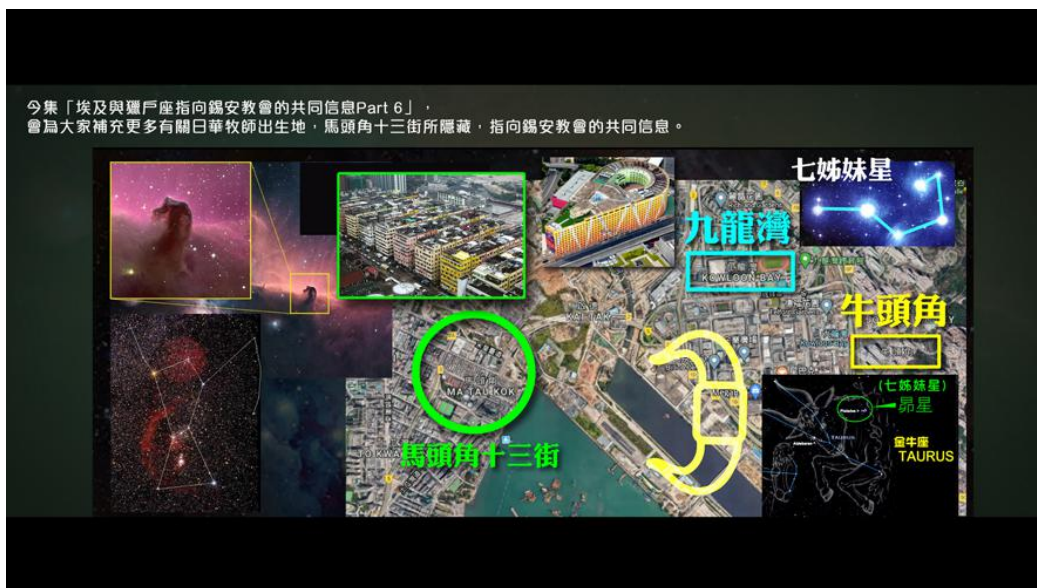 今集「埃及與獵戶座指向錫安教會的共同信息Part 6」，
會為大家補充更多有關日華牧師出生地，馬頭角十三街所隱藏，指向錫安教會的共同信息。
七姊妹星
九龍灣
KOWLOON BAY
牛頭角
KAI TAK
MA TAU KOK
馬頭角十三街
TO KWA
(七姊妹星)
昴星
金牛座
TAURUS
TAURUS